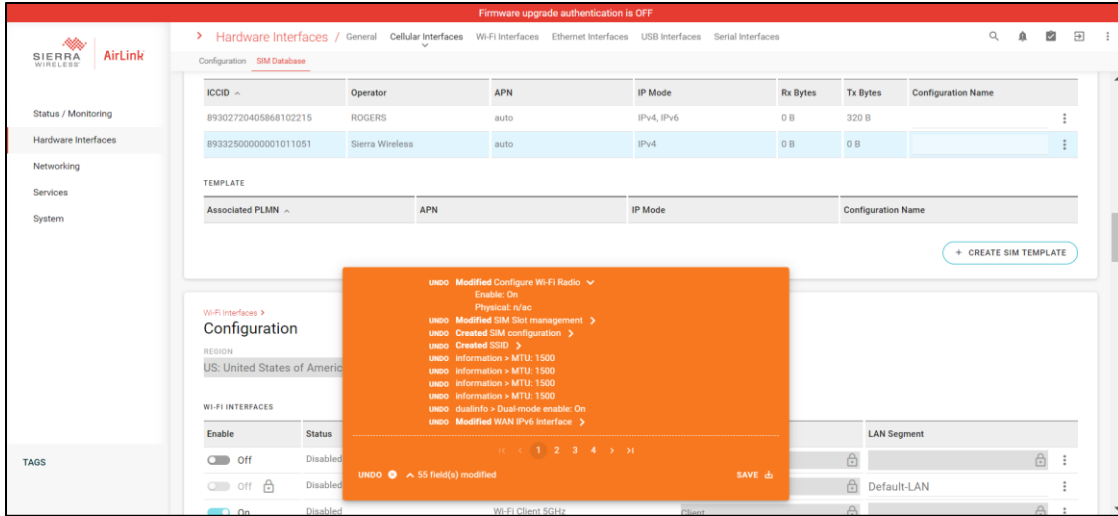 Firmware upgrade authentication is OFF
SIERRA WIRELESS AirLink
Hardware Interfaces / General Cellular Interfaces Wi-Fi Interfaces Ethernet Interfaces USB Interfaces Serial Interfaces
Configuration SIM Database
Status / Monitoring
Hardware Interfaces
Networking
Services
System
TAGS
ICCID Operator APN IP Mode Rx Bytes Tx Bytes Configuration Name
89302720405868102215 ROGERS auto IPv4, IPv6 0 B 320 B
89332500000001011051 Sierra Wireless auto IPv4 0 B 0 B
TEMPLATE
Associated PLMN APN IP Mode Configuration Name
+ CREATE SIM TEMPLATE
Wi-Fi Interfaces >
Configuration
REGION
US: United States of Americ
WI-FI INTERFACES
Enable Status LAN Segment
Off Disabled
Off Disabled Default-LAN
On Disabled Wi-Fi Client 5GHz Client
UNDO Modified Configure Wi-Fi Radio
Enable: On
Physical: n/ac
UNDO Modified SIM Slot management >
UNDO Created SIM configuration >
UNDO Created SSID >
UNDO information > MTU: 1500
UNDO information > MTU: 1500
UNDO information > MTU: 1500
UNDO information > MTU: 1500
UNDO dualinfo > Dual-mode enable: On
UNDO Modified WAN IPv6 Interface >
1 2 3 4
UNDO 55 field(s) modified SAVE